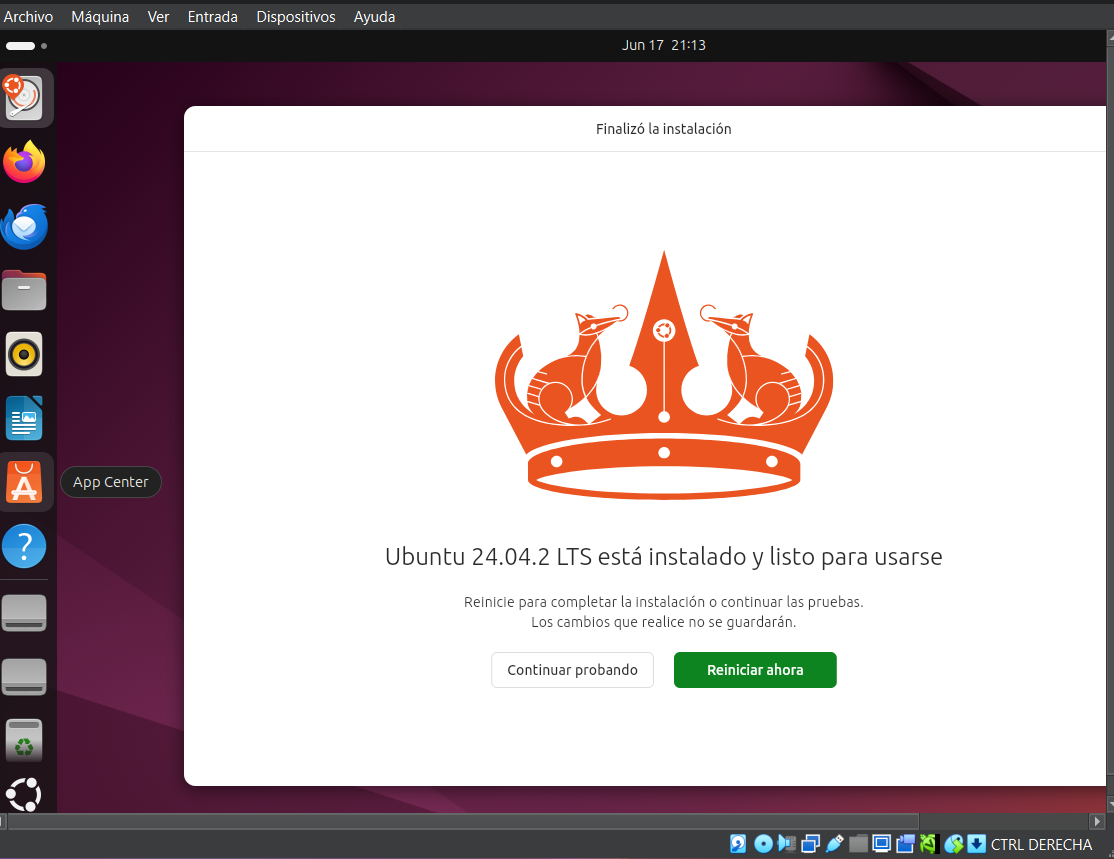 Archivo Máquina Ver Entrada Dispositivos Ayuda
Jun 17 21:13
Finalizó la instalación
App Center
Ubuntu 24.04.2 LTS está instalado y listo para usarse
Reinicie para completar la instalación o continuar las pruebas.
Los cambios que realice no se guardarán.
Continuar probando Reiniciar ahora
CTRL DERECHA